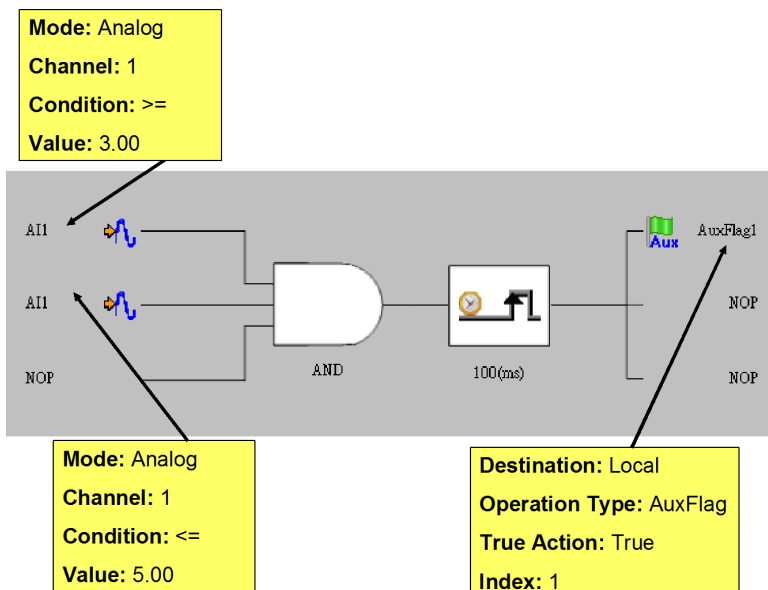 Mode: Analog
Channel: 1
Condition: >=
Value: 3.00
AI1
Aux
AuxFlag1
AI1
NOP
NOP
AND
100(ms)
NOP
Mode: Analog
Channel: 1
Condition: <=
Value: 5.00
Destination: Local
Operation Type: AuxFlag
True Action: True
Index: 1